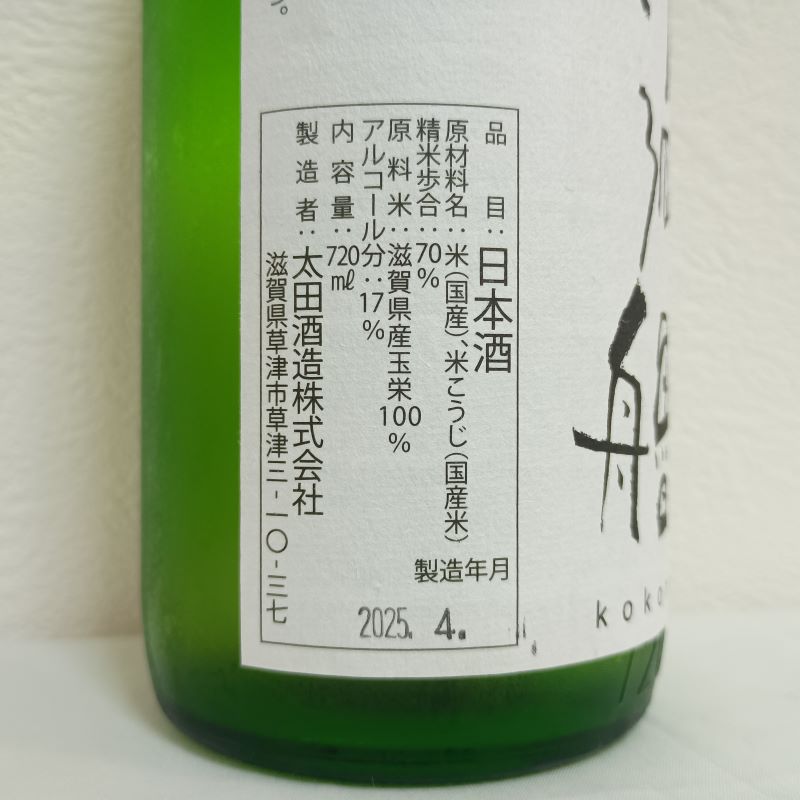 品目：日本酒
原材料名：米（国産）、米こうじ（国産米）
精米歩合：70%
原料米：滋賀県産玉栄100%
アルコール分：17%
内容量：720㎖
製造者：太田酒造株式会社
滋賀県草津市草津三-一〇-三七
製造年月
2025. 4.
koko